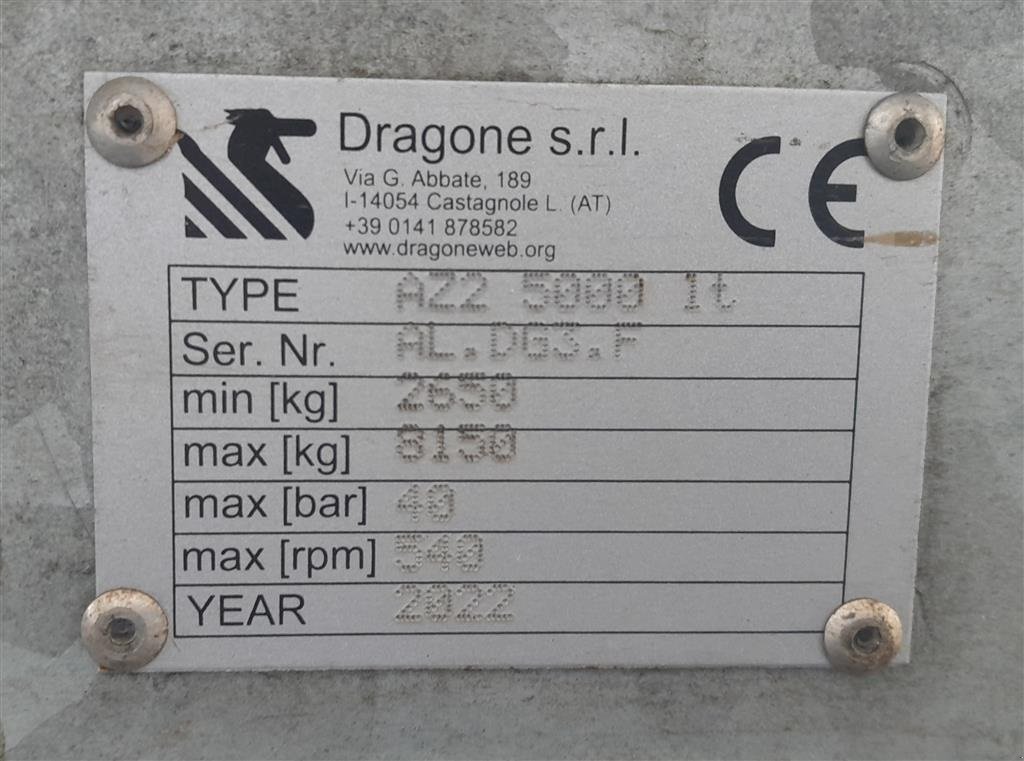 Dragone s.r.l.
Via G. Abbate, 189
I-14054 Castagnole L. (AT)
+39 0141 878582
www.dragoneweb.org
CE
TYPE AZ2 5000 lt
Ser. Nr. AL.DG3.F
min [kg] 2650
max [kg] 8150
max [bar] 40
max [rpm] 540
YEAR 2022